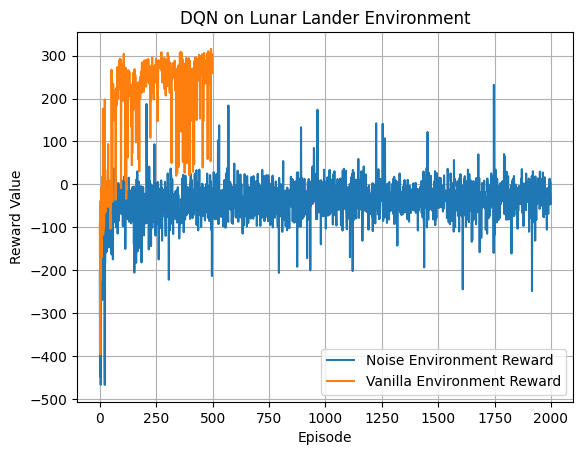 DQN on Lunar Lander Environment
300
200
100
0
−100
−200
−300
−400
−500
Reward Value
Noise Environment Reward
Vanilla Environment Reward
0 250 500 750 1000 1250 1500 1750 2000
Episode